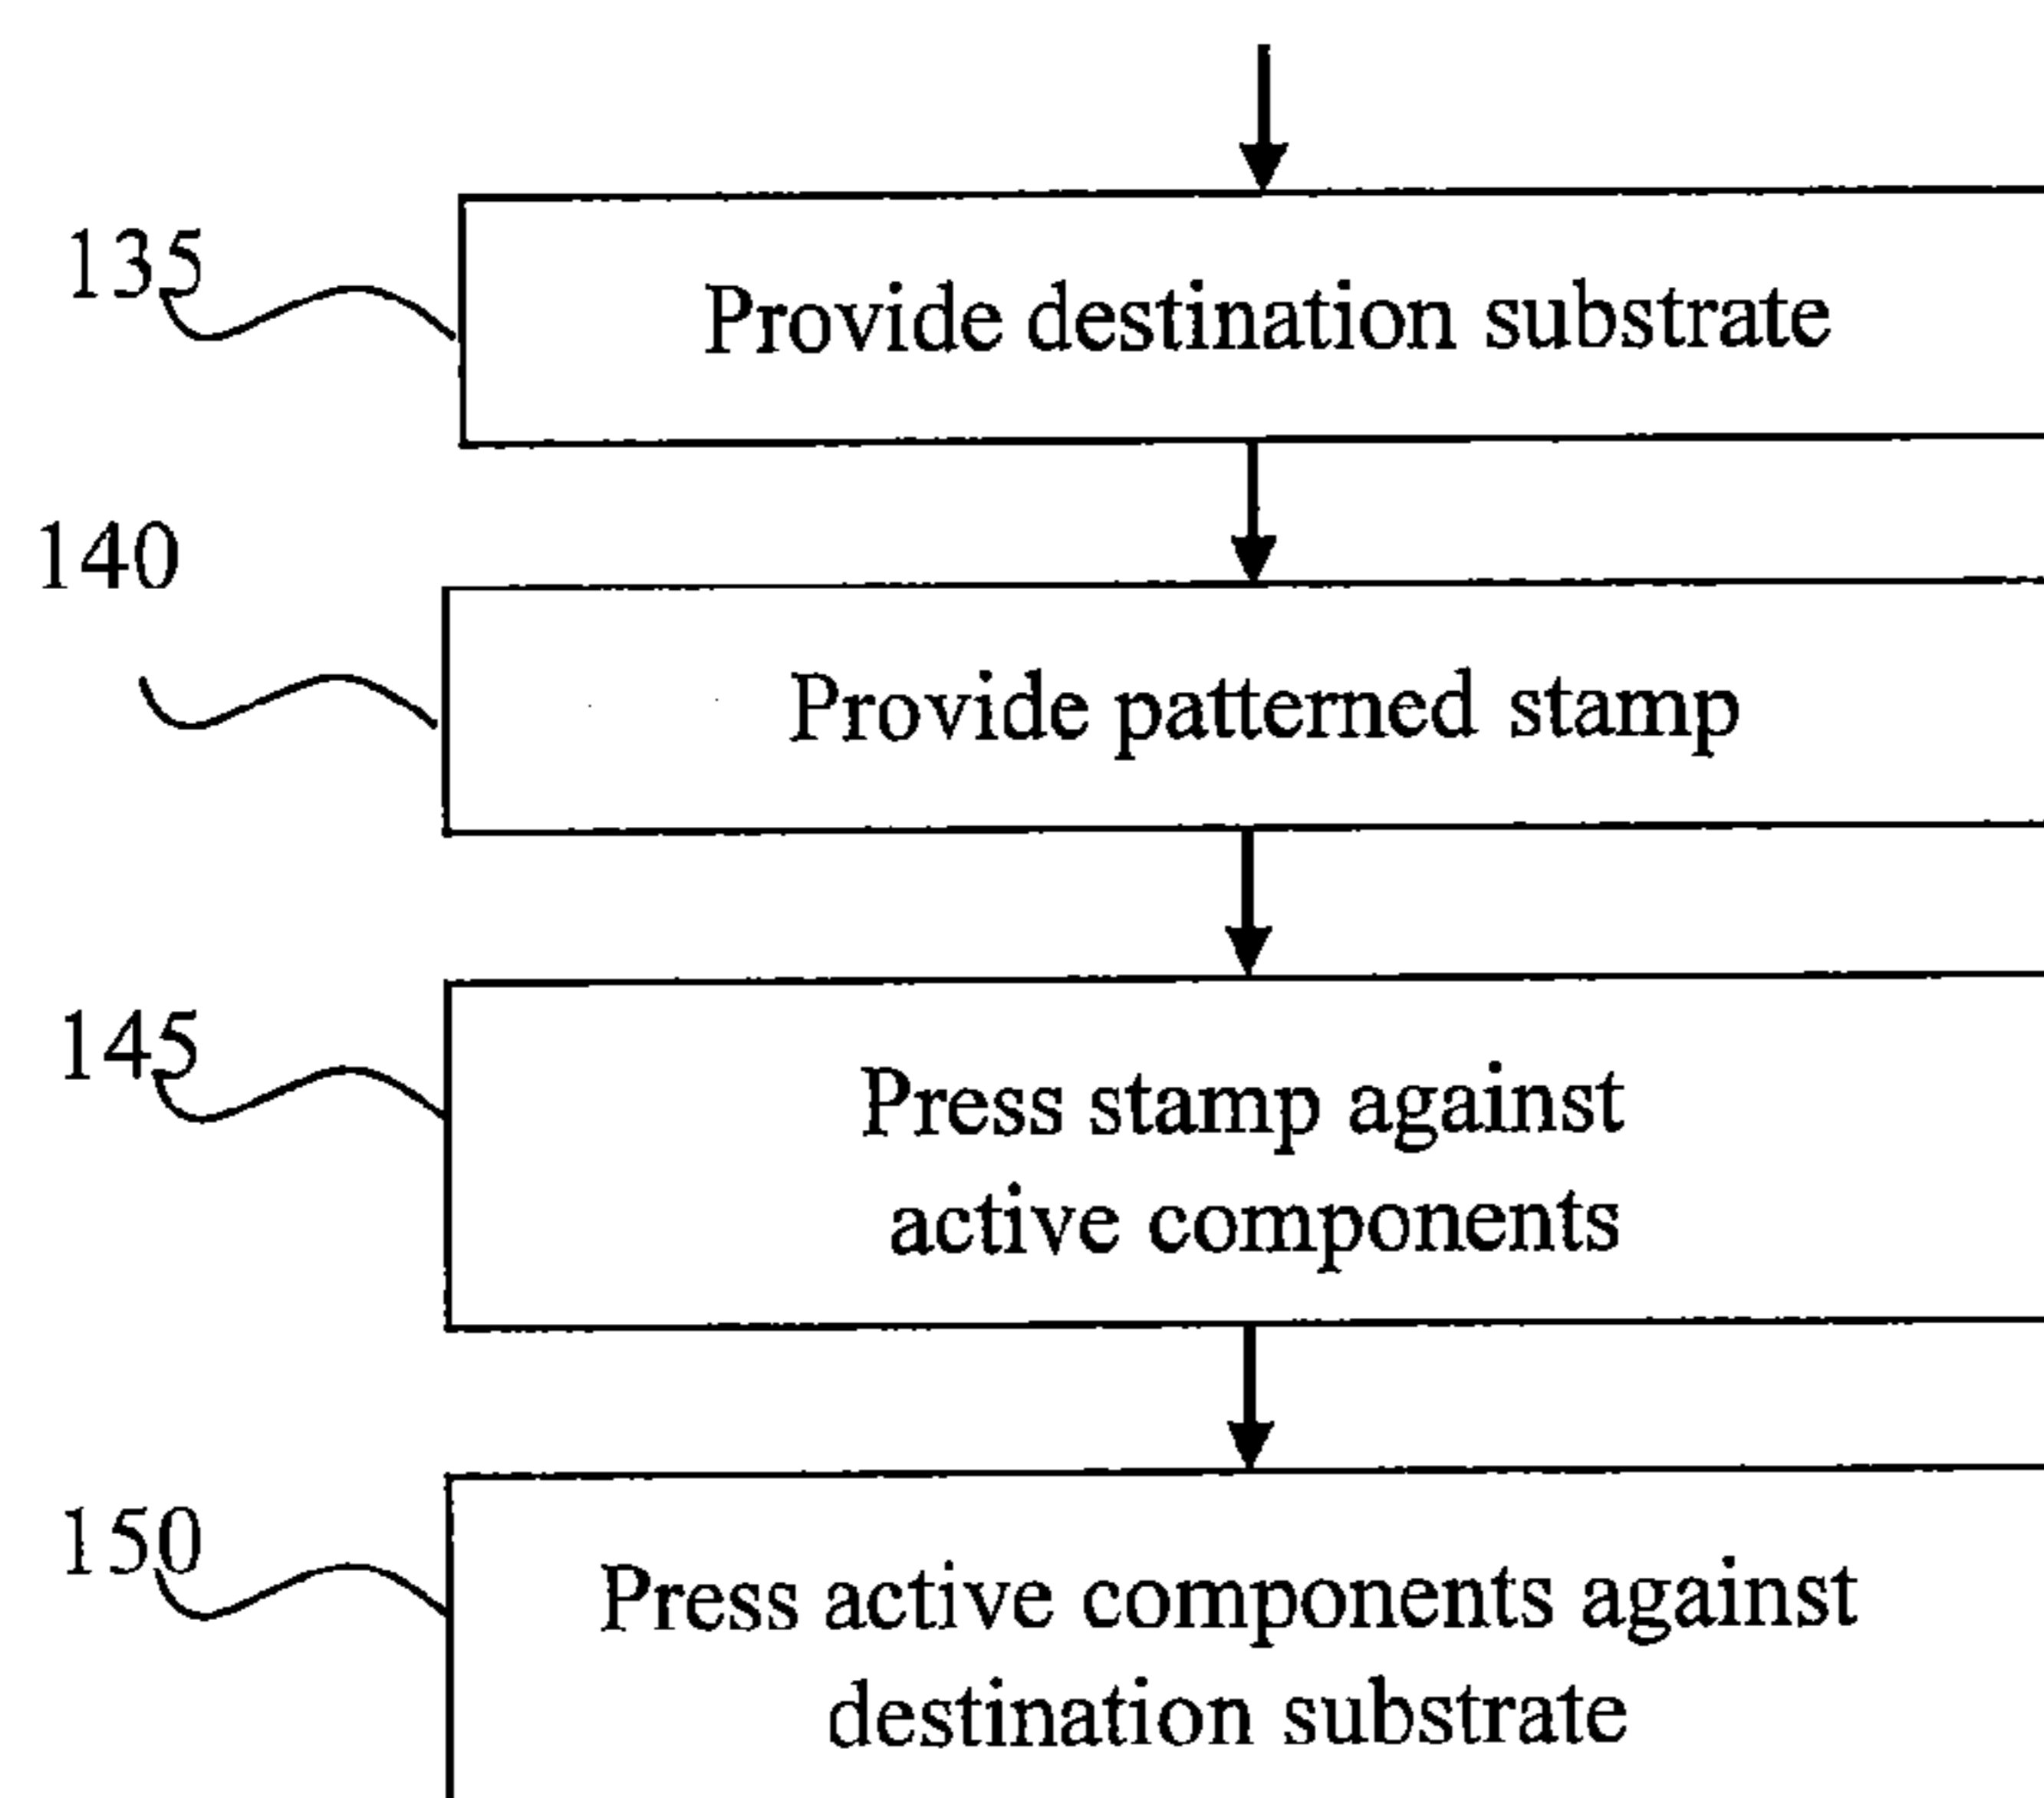 135
Provide destination substrate
140
Provide patterned stamp
145
Press stamp against
active components
150
Press active components against
destination substrate